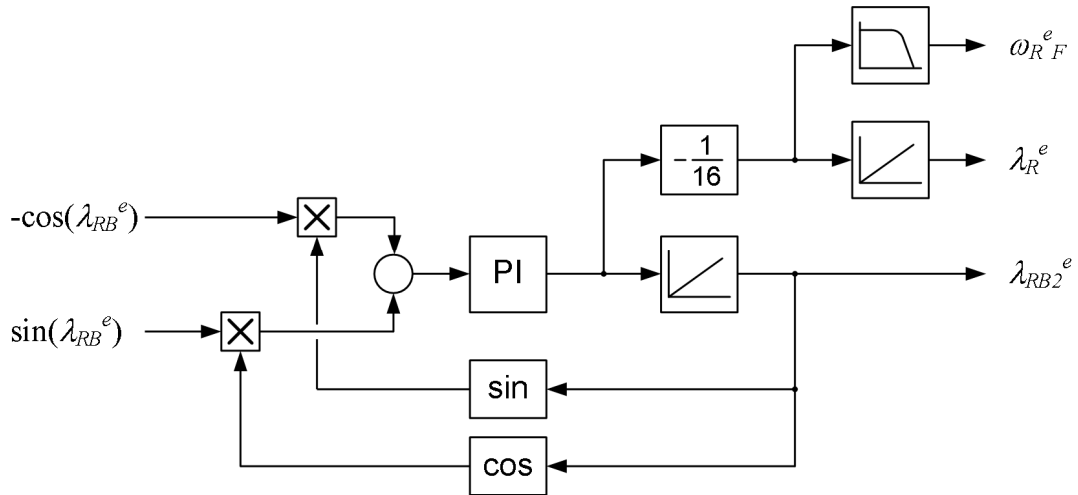 ω_R^e_F
-1/16
λ_R^e
-cos(λ_RB^e)
PI
λ_RB2^e
sin(λ_RB^e)
sin
cos